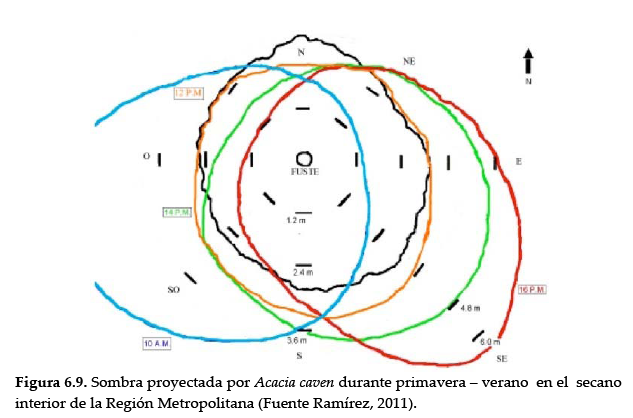 N
NE
N
12 P.M
O
E
FUSTE
14 P.M.
1.2 m
2.4 m
SO
16 P.M.
4.8 m
10 A.M.
3.6 m
6.0 m
S
SE
Figura 6.9. Sombra proyectada por Acacia caven durante primavera – verano en el secano
interior de la Región Metropolitana (Fuente Ramírez, 2011).